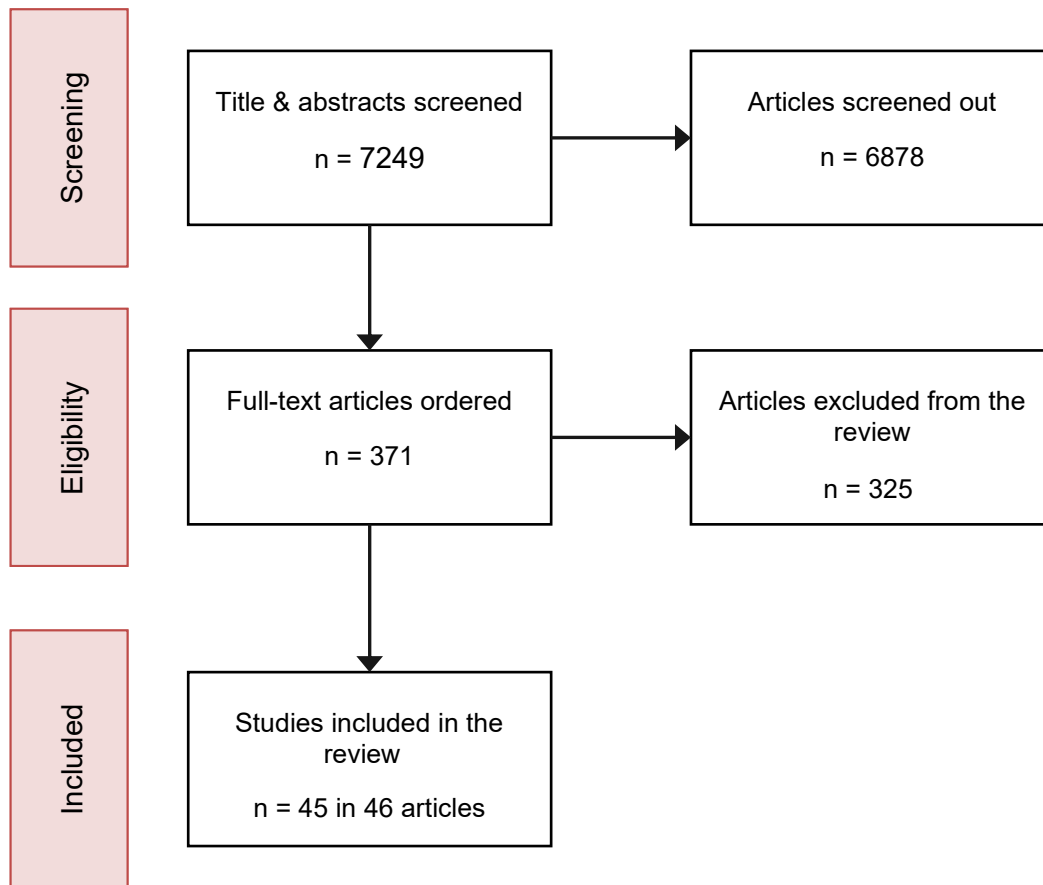 Screening
Title & abstracts screened
n = 7249
Articles screened out
n = 6878
Eligibility
Full-text articles ordered
n = 371
Articles excluded from the
review
n = 325
Included
Studies included in the
review
n = 45 in 46 articles